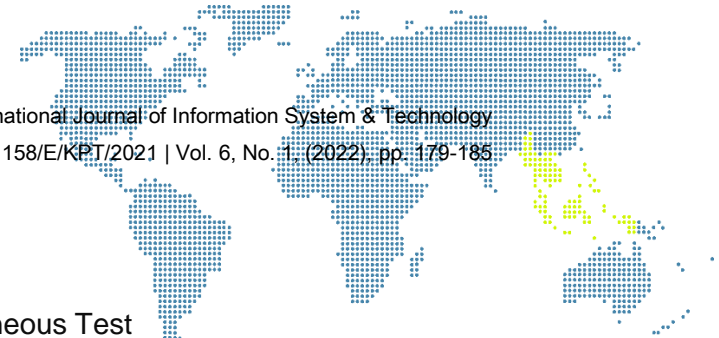 national Journal of Information System & Technology
158/E/KPT/2021 | Vol. 6, No. 1, (2022), pp. 179-185
neous Test